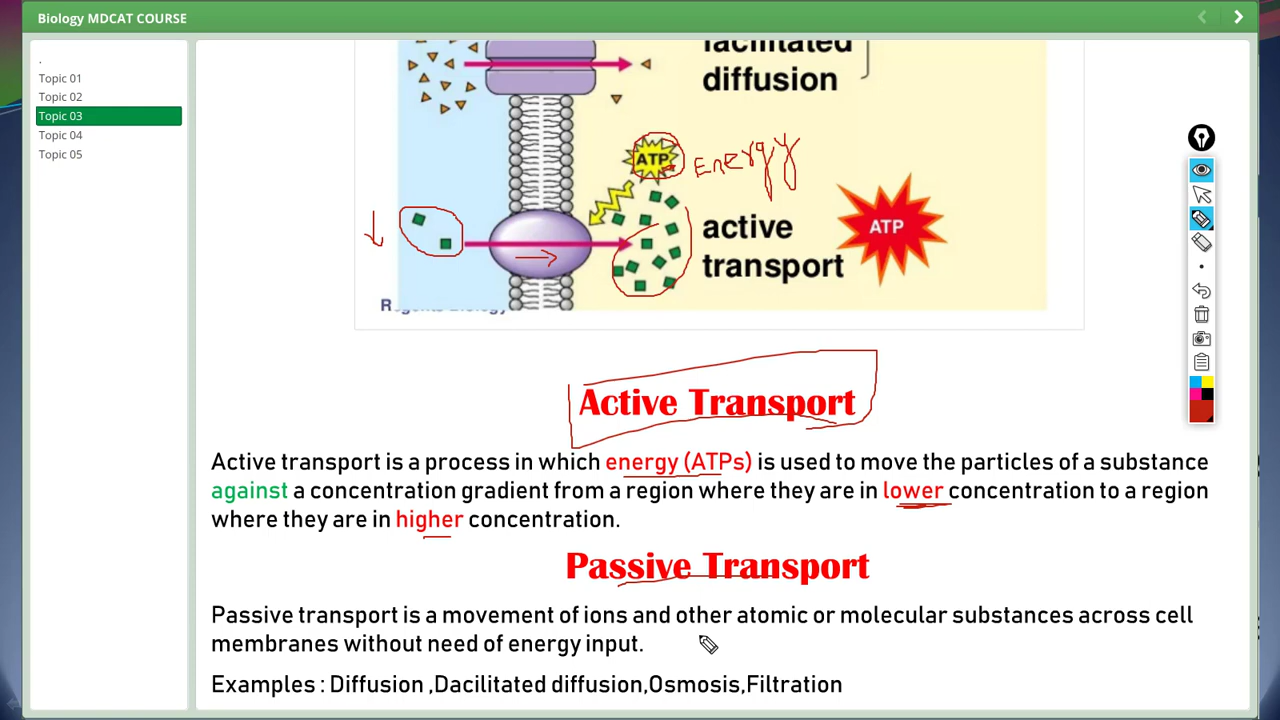 Biology MDCAT COURSE
.
Topic 01
Topic 02
Topic 03
Topic 04
Topic 05
facilitated
diffusion
ATP
Energy
active
transport
ATP
Regents Biology
Active Transport
Active transport is a process in which energy (ATPs) is used to move the particles of a substance
against a concentration gradient from a region where they are in lower concentration to a region
where they are in higher concentration.
Passive Transport
Passive transport is a movement of ions and other atomic or molecular substances across cell
membranes without need of energy input.
Examples : Diffusion ,Dacilitated diffusion,Osmosis,Filtration